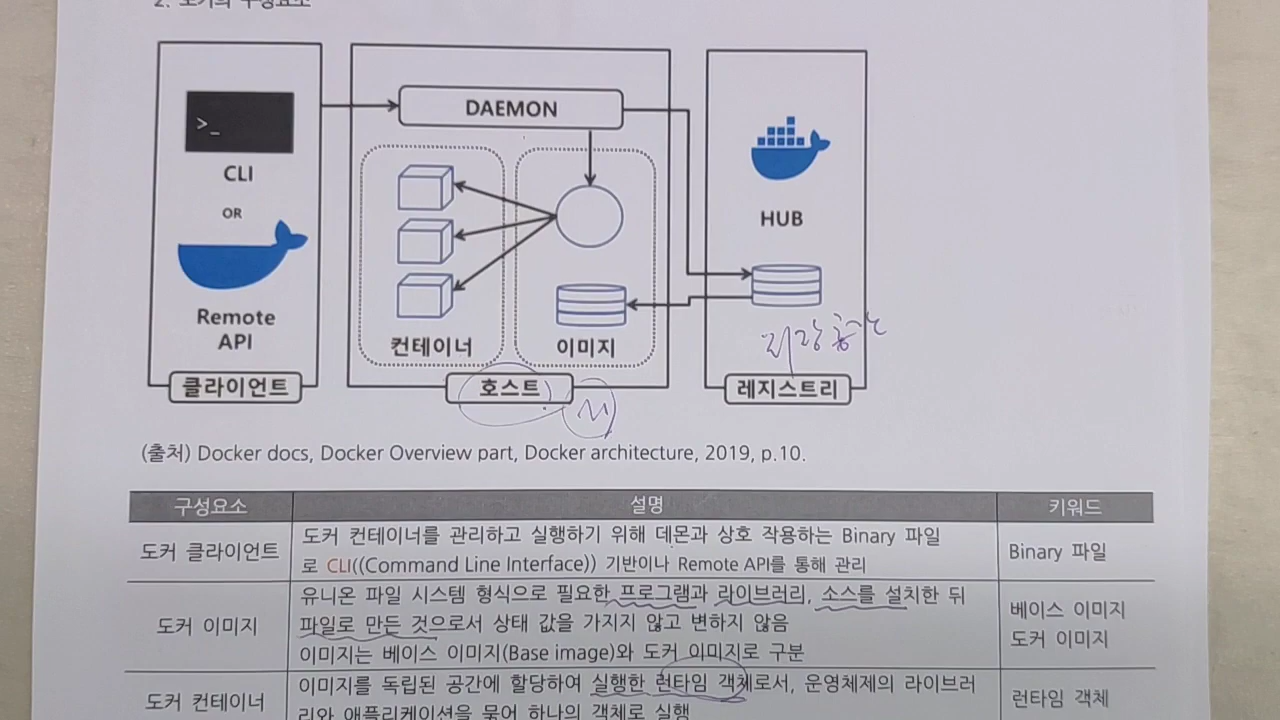 2. 도커의 구성요소
>_
CLI
OR
Remote
API
클라이언트
DAEMON
컨테이너
이미지
호스트
HUB
저장 장소
레지스트리
(출처) Docker docs, Docker Overview part, Docker architecture, 2019, p.10.
구성요소 설명 키워드
도커 클라이언트
도커 컨테이너를 관리하고 실행하기 위해 데몬과 상호 작용하는 Binary 파일
로 CLI((Command Line Interface)) 기반이나 Remote API를 통해 관리
Binary 파일
도커 이미지
유니온 파일 시스템 형식으로 필요한 프로그램과 라이브러리, 소스를 설치한 뒤
파일로 만든 것으로서 상태 값을 가지지 않고 변하지 않음
이미지는 베이스 이미지(Base image)와 도커 이미지로 구분
베이스 이미지
도커 이미지
도커 컨테이너
이미지를 독립된 공간에 할당하여 실행한 런타임 객체로서, 운영체제의 라이브러
리와 애플리케이션을 묶어 하나의 객체로 실행
런타임 객체